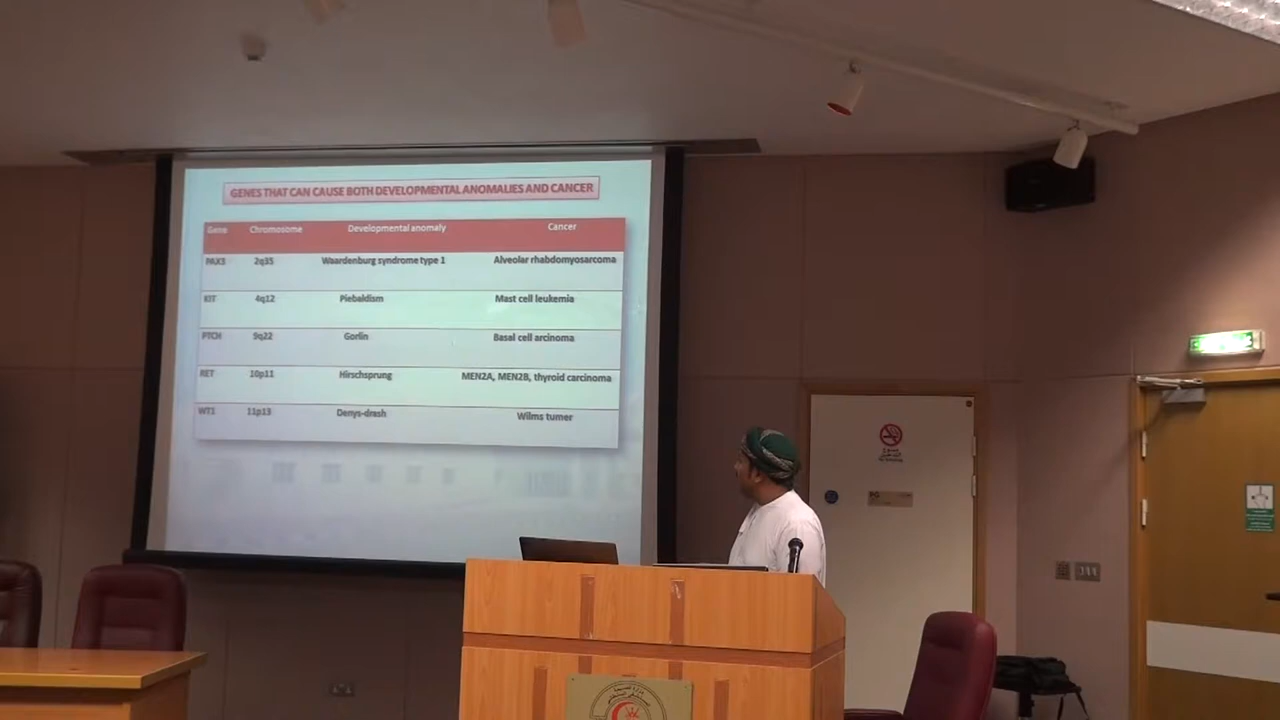 GENES THAT CAN CAUSE BOTH DEVELOPMENTAL ANOMALIES AND CANCER
Gene Chromosome Developmental anomaly Cancer
PAX3 2q35 Waardenburg syndrome type 1 Alveolar rhabdomyosarcoma
KIT 4q12 Piebaldism Mast cell leukemia
PTCH 9q22 Gorlin Basal cell arcinoma
RET 10p11 Hirschsprung MEN2A, MEN2B, thyroid carcinoma
WT1 11p13 Denys-drash Wilms tumer